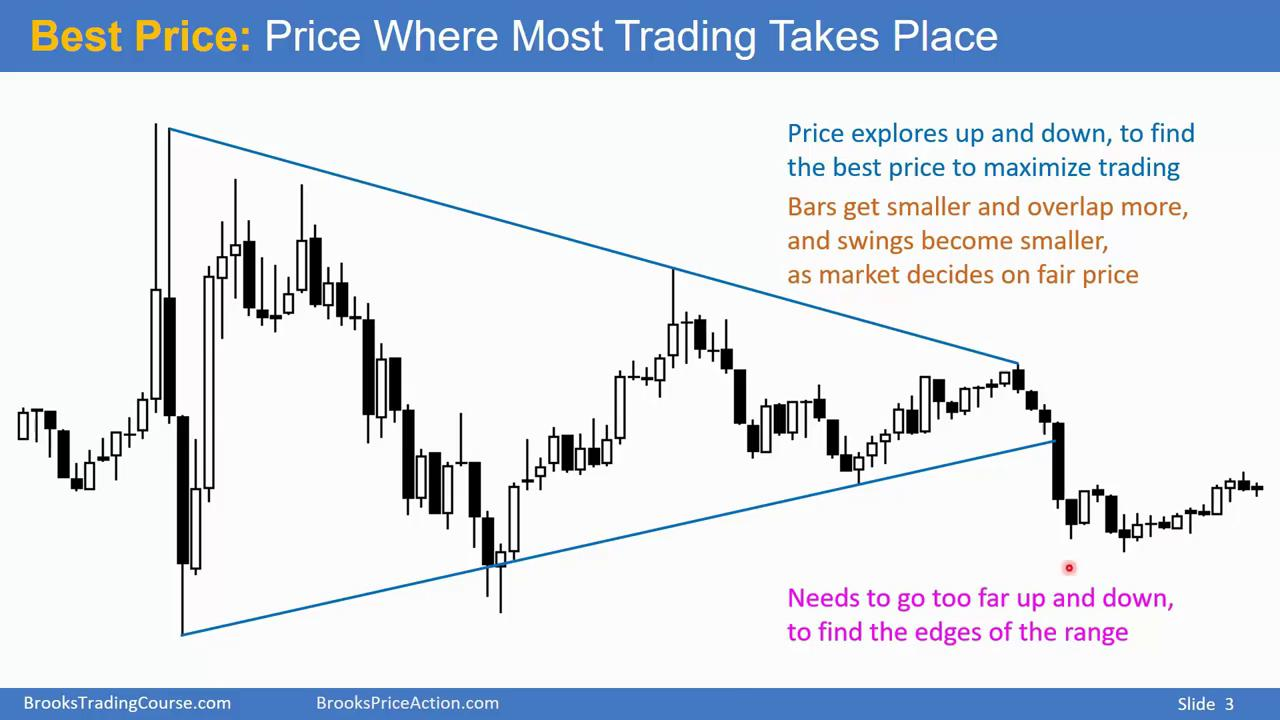 Best Price: Price Where Most Trading Takes Place
Price explores up and down, to find
the best price to maximize trading
Bars get smaller and overlap more,
and swings become smaller,
as market decides on fair price
Needs to go too far up and down,
to find the edges of the range
BrooksTradingCourse.com
BrooksPriceAction.com
Slide 3